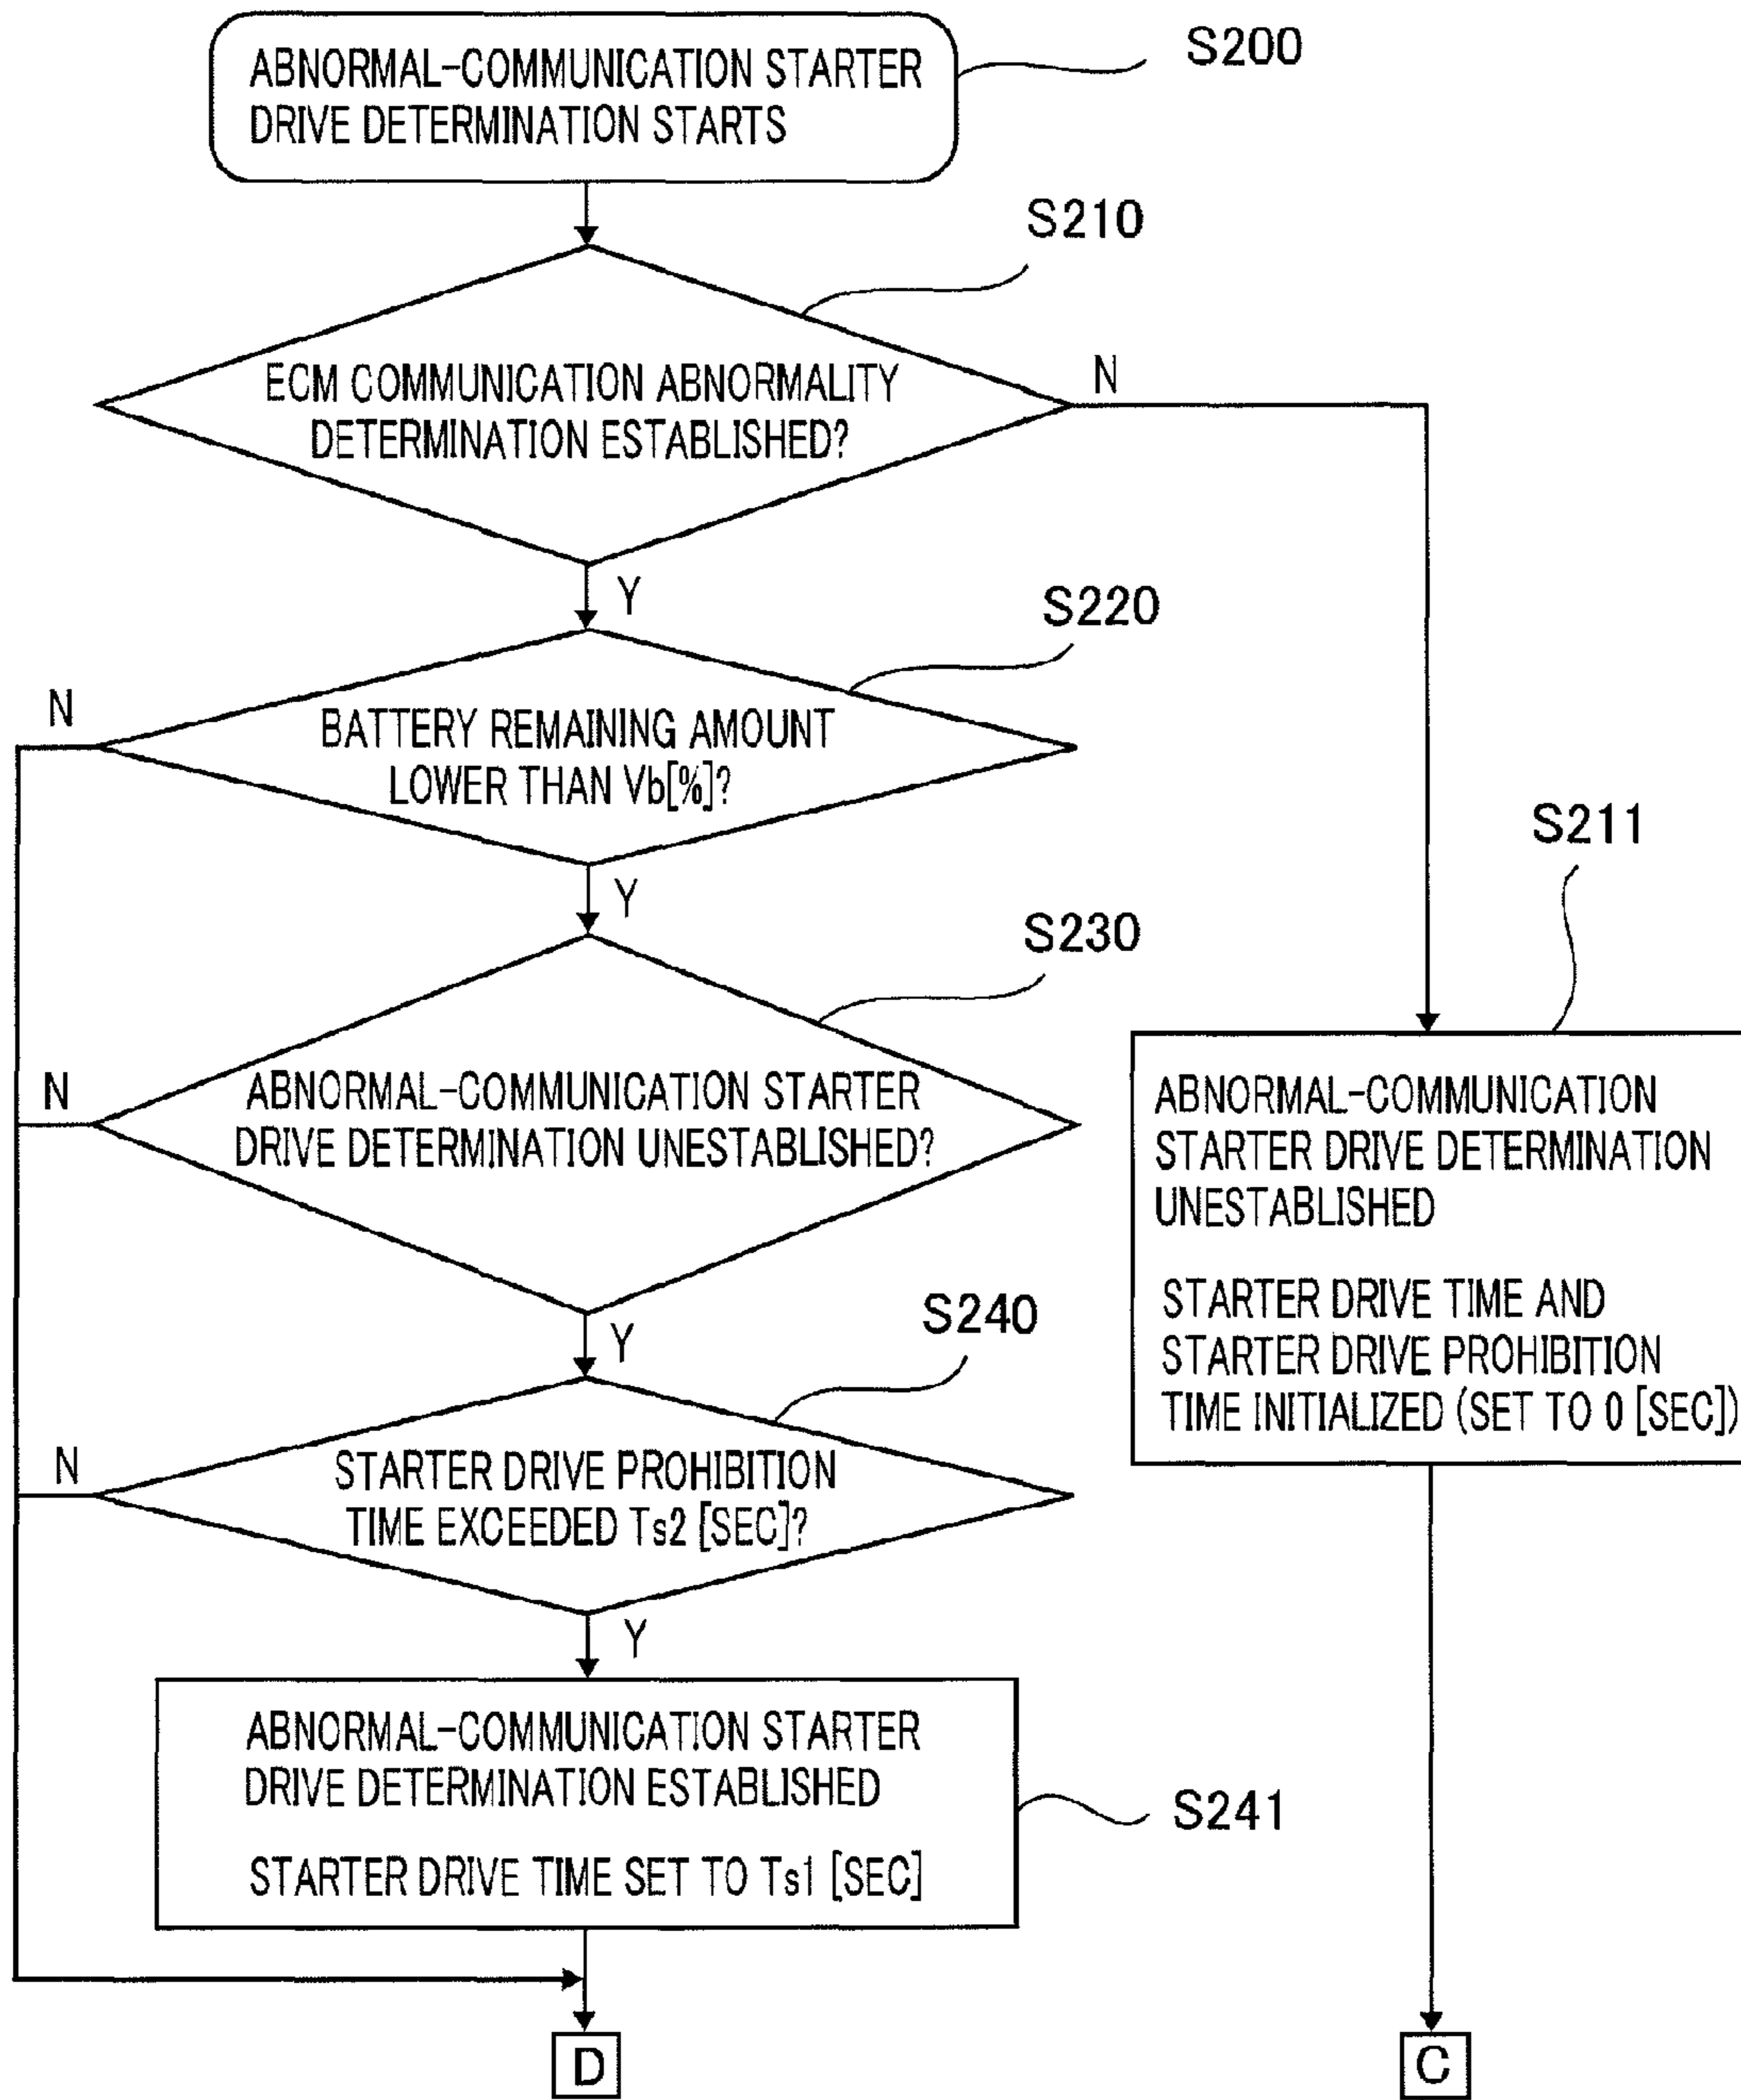 ABNORMAL-COMMUNICATION STARTER
DRIVE DETERMINATION STARTS
S200
S210
ECM COMMUNICATION ABNORMALITY
DETERMINATION ESTABLISHED?
N
Y
S220
N
BATTERY REMAINING AMOUNT
LOWER THAN Vb[%]?
Y
S211
S230
N
ABNORMAL-COMMUNICATION STARTER
DRIVE DETERMINATION UNESTABLISHED?
Y
ABNORMAL-COMMUNICATION
STARTER DRIVE DETERMINATION
UNESTABLISHED
STARTER DRIVE TIME AND
STARTER DRIVE PROHIBITION
TIME INITIALIZED (SET TO 0 [SEC])
S240
N
STARTER DRIVE PROHIBITION
TIME EXCEEDED Ts2 [SEC]?
Y
ABNORMAL-COMMUNICATION STARTER
DRIVE DETERMINATION ESTABLISHED
STARTER DRIVE TIME SET TO Ts1 [SEC]
S241
D
C